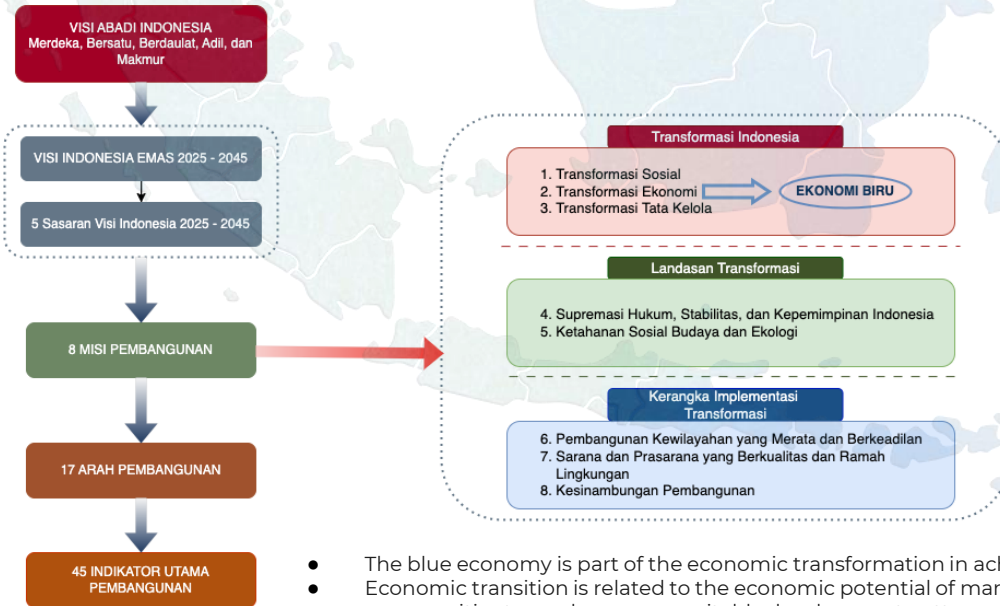 VISI ABADI INDONESIA
Merdeka, Bersatu, Berdaulat, Adil, dan
Makmur
VISI INDONESIA EMAS 2025 - 2045
5 Sasaran Visi Indonesia 2025 - 2045
8 MISI PEMBANGUNAN
17 ARAH PEMBANGUNAN
45 INDIKATOR UTAMA
PEMBANGUNAN
Transformasi Indonesia
1. Transformasi Sosial
2. Transformasi Ekonomi
3. Transformasi Tata Kelola
EKONOMI BIRU
Landasan Transformasi
4. Supremasi Hukum, Stabilitas, dan Kepemimpinan Indonesia
5. Ketahanan Sosial Budaya dan Ekologi
Kerangka Implementasi
Transformasi
6. Pembangunan Kewilayahan yang Merata dan Berkeadilan
7. Sarana dan Prasarana yang Berkualitas dan Ramah
Lingkungan
8. Kesinambungan Pembangunan
● The blue economy is part of the economic transformation in
● Economic transition is related to the economic potential of